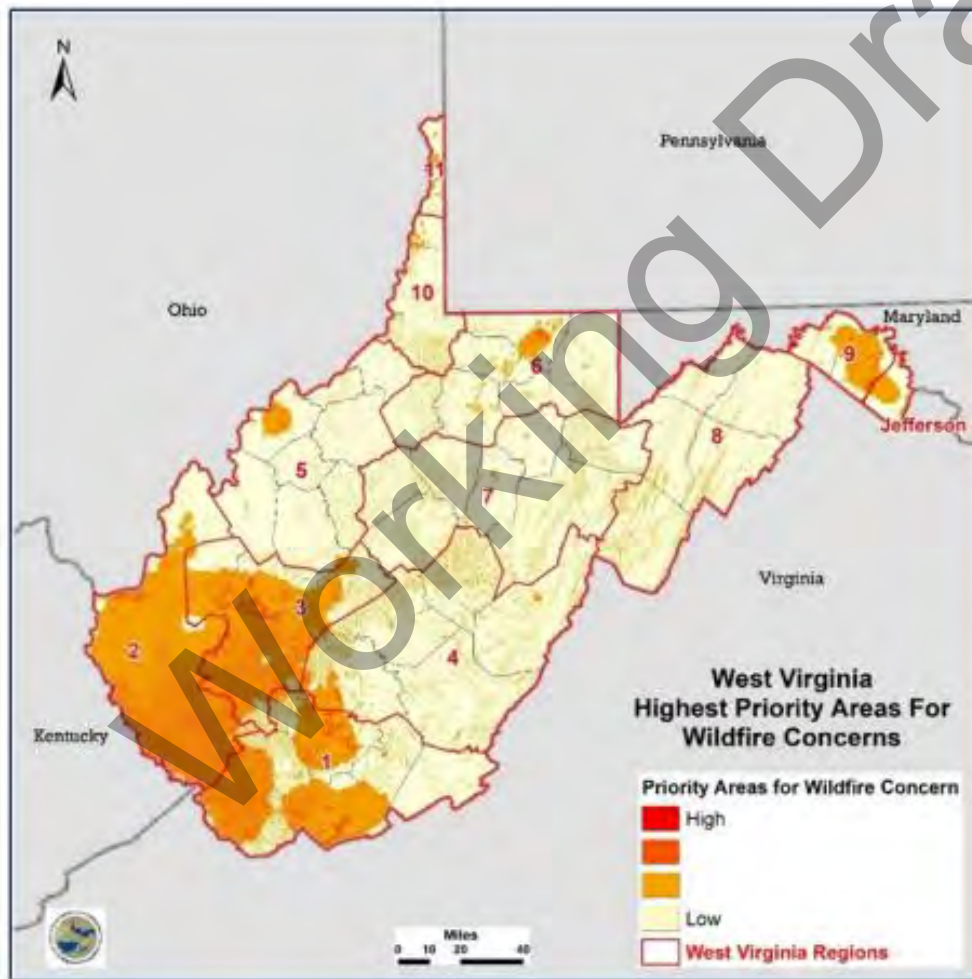 N
Pennsylvania
11
Ohio
10
Maryland
9
6
Jefferson
8
5
7
Virginia
3
2
4
West Virginia
Highest Priority Areas For
Wildfire Concerns
Kentucky
1
Priority Areas for Wildfire Concern
High
Low
West Virginia Regions
Miles
0 10 20 40
Working Dra